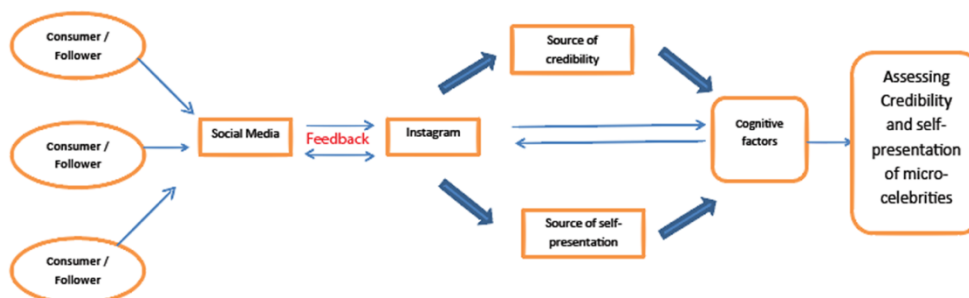 Consumer /
Follower
Consumer /
Follower
Consumer /
Follower
Social Media
Feedback
Instagram
Source of
credibility
Source of self-
presentation
Cognitive
factors
Assessing
Credibility
and self-
presentation
of micro-
celebrities